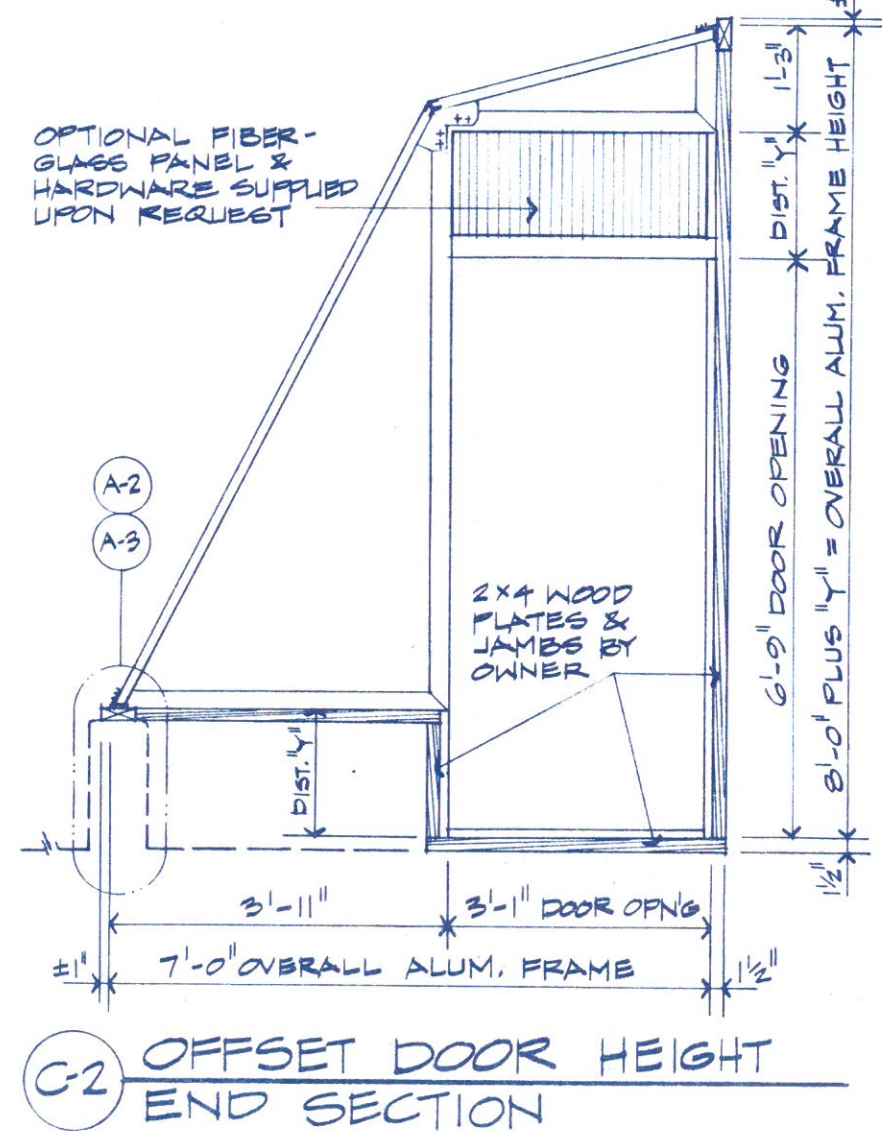 OPTIONAL FIBER-
GLASS PANEL &
HARDWARE SUPPLIED
UPON REQUEST
1'-3"
DIST. "Y"
6'-9" DOOR OPENING
8'-0" PLUS "Y" = OVERALL ALUM. FRAME HEIGHT
A-2
A-3
2x4 WOOD
PLATES &
JAMBS BY
OWNER
DIST. "Y"
1½"
3'-11"
3'-1" DOOR OPN'G
±1"
7'-0" OVERALL ALUM. FRAME
1½"
C-2
OFFSET DOOR HEIGHT
END SECTION